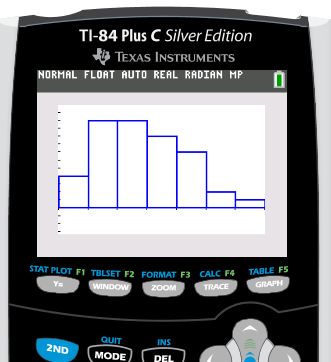 TI-84 Plus C Silver Edition
TEXAS INSTRUMENTS
NORMAL FLOAT AUTO REAL RADIAN MP
STAT PLOT F1 TBLSET F2 FORMAT F3 CALC F4 TABLE F5
Y= WINDOW ZOOM TRACE GRAPH
QUIT INS
2ND MODE DEL